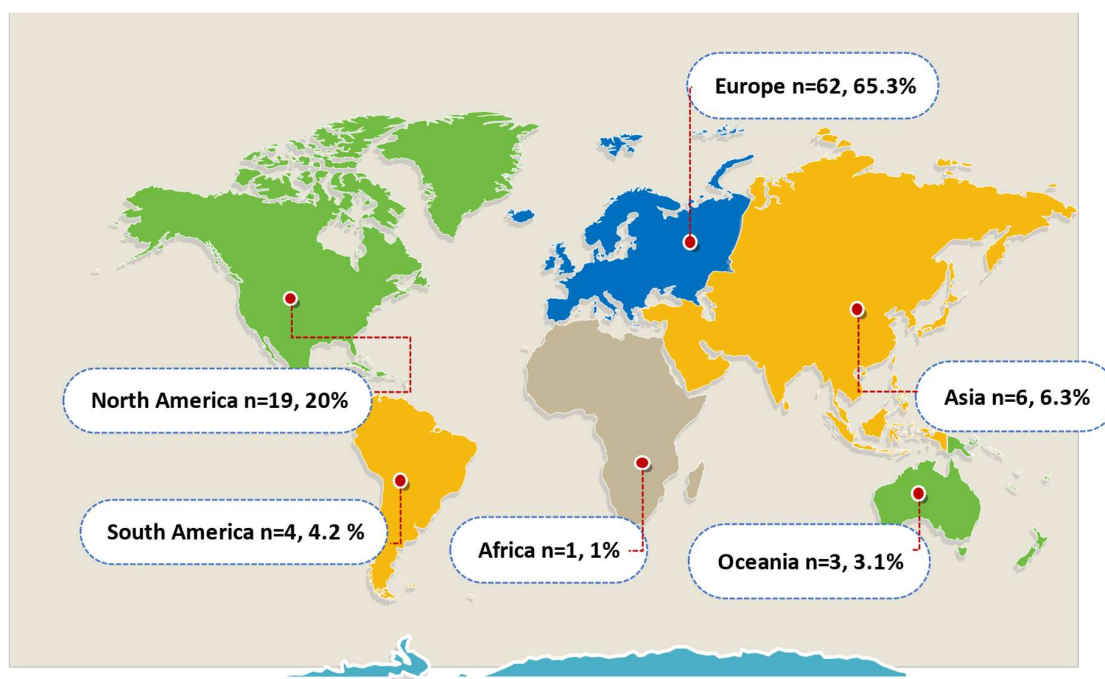 Europe n=62, 65.3%
North America n=19, 20%
Asia n=6, 6.3%
South America n=4, 4.2 %
Africa n=1, 1%
Oceania n=3, 3.1%